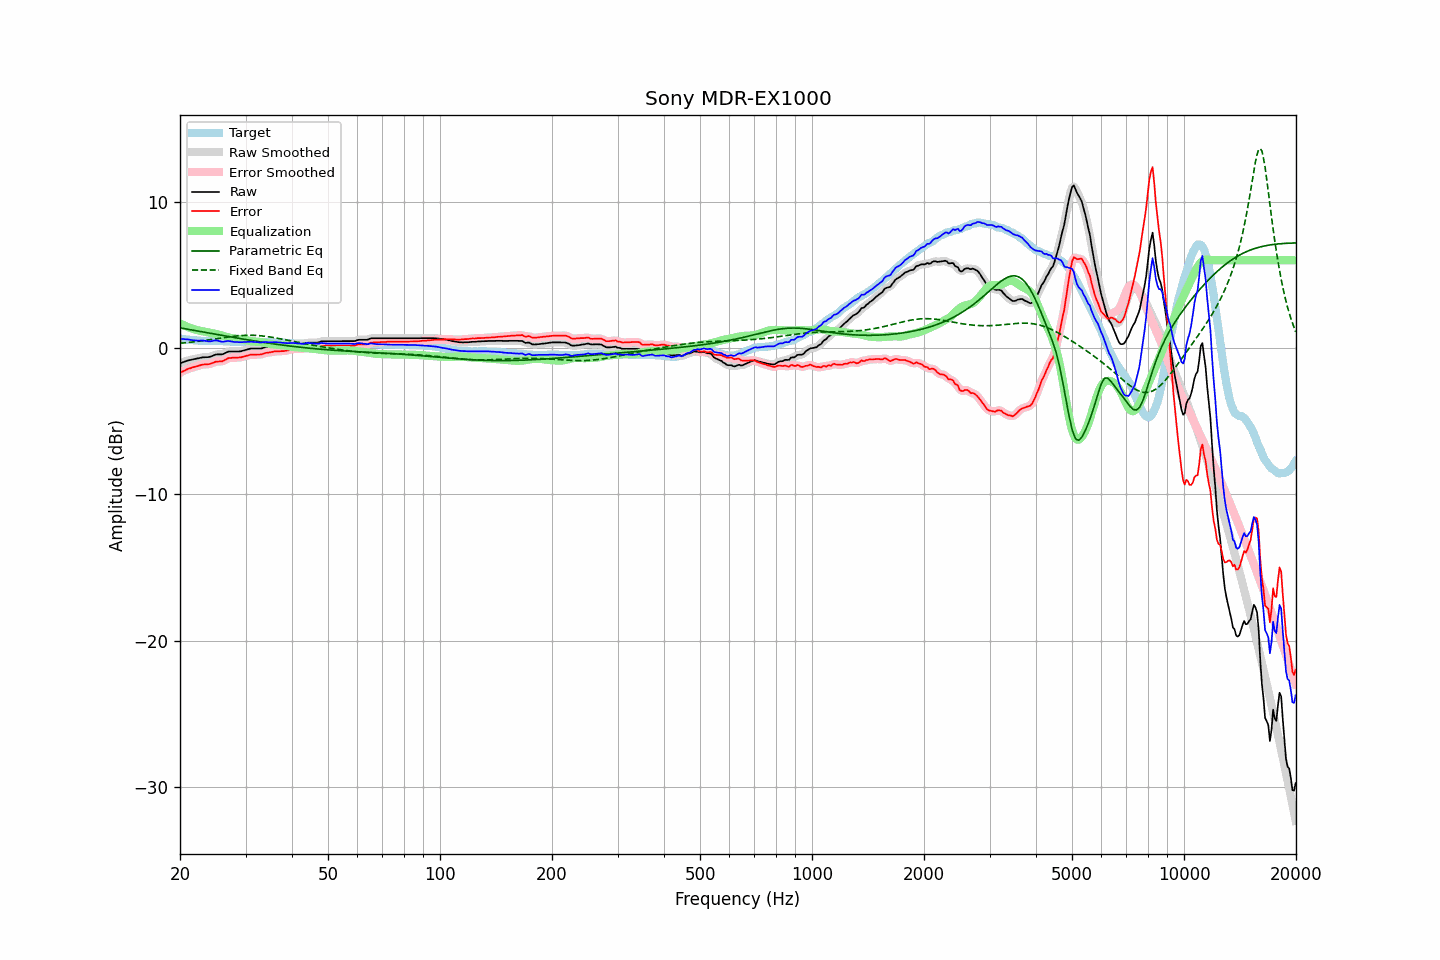 Sony MDR-EX1000
Target
Raw Smoothed
Error Smoothed
Raw
Error
Equalization
Parametric Eq
Fixed Band Eq
Equalized
Amplitude (dBr)
10
0
−10
−20
−30
20 50 100 200 500 1000 2000 5000 10000 20000
Frequency (Hz)